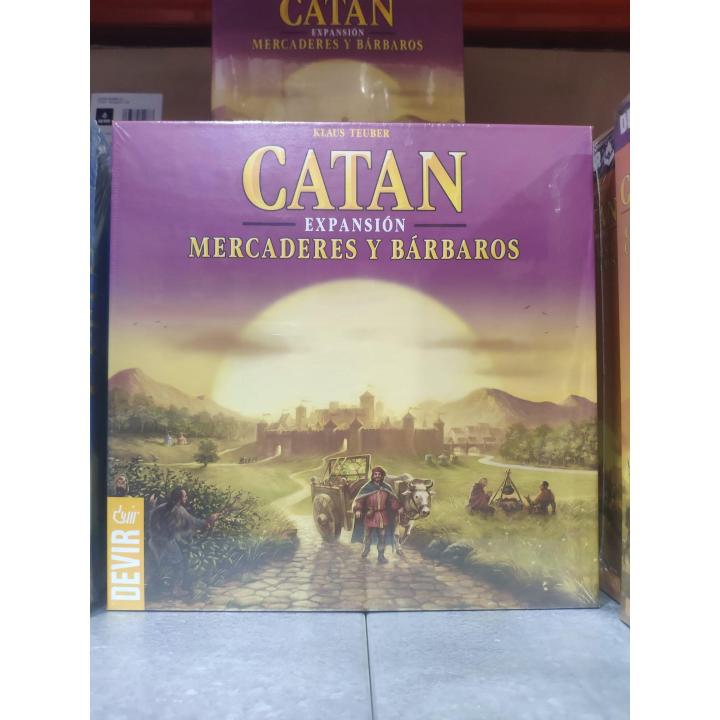 CATAN
EXPANSIÓN
MERCADERES Y BÁRBAROS
KLAUS TEUBER
CATAN
EXPANSIÓN
MERCADERES Y BÁRBAROS
DEVIR